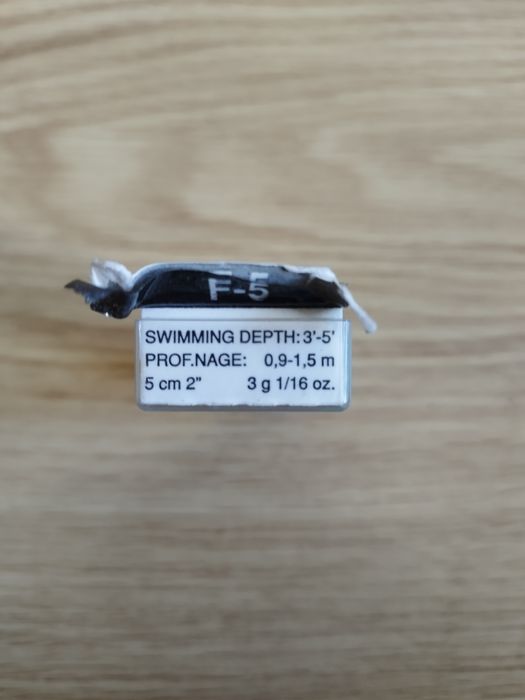 F-5
SWIMMING DEPTH: 3'-5'
PROF.NAGE: 0,9-1,5 m
5 cm 2" 3 g 1/16 oz.